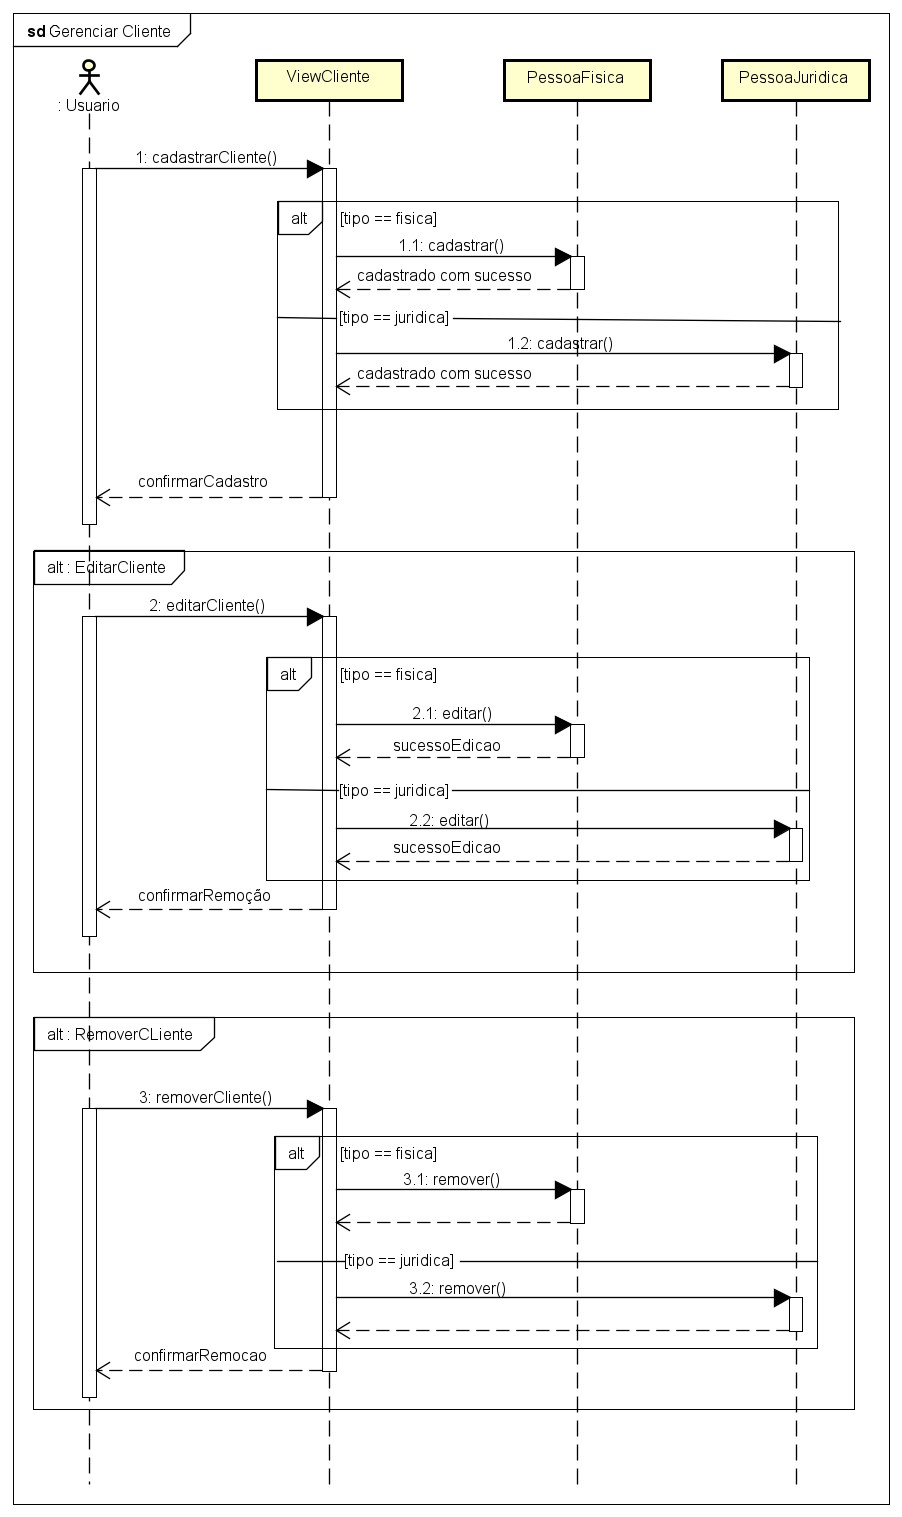 sd Gerenciar Cliente
: Usuario
ViewCliente
PessoaFisica
PessoaJuridica
1: cadastrarCliente()
alt
[tipo == fisica]
1.1: cadastrar()
cadastrado com sucesso
[tipo == juridica]
1.2: cadastrar()
cadastrado com sucesso
confirmarCadastro
alt : EditarCliente
2: editarCliente()
alt
[tipo == fisica]
2.1: editar()
sucessoEdicao
[tipo == juridica]
2.2: editar()
sucessoEdicao
confirmarRemoção
alt : RemoverCLiente
3: removerCliente()
alt
[tipo == fisica]
3.1: remover()
[tipo == juridica]
3.2: remover()
confirmarRemocao